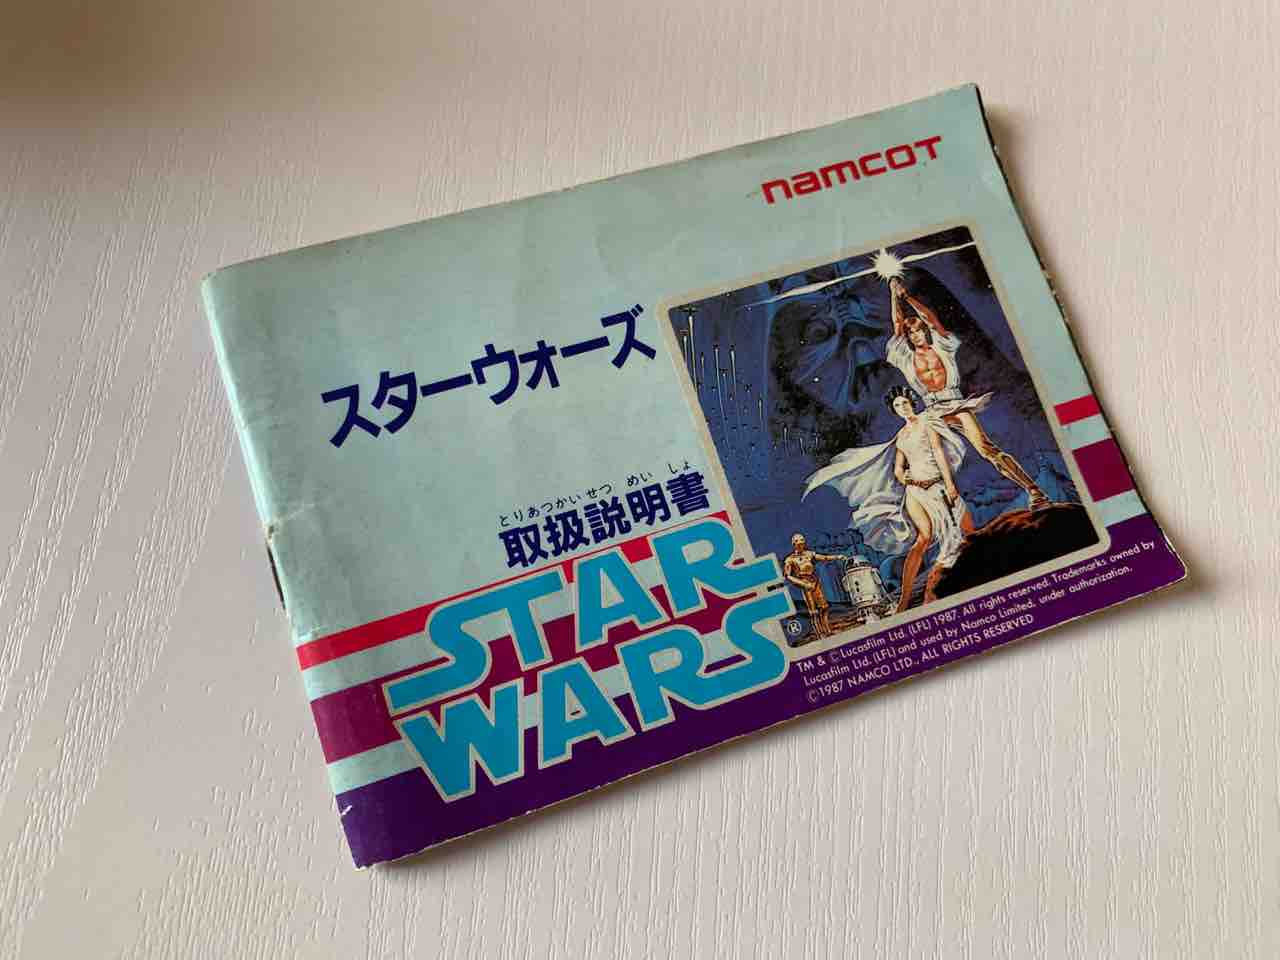 namcot
スターウォーズ
とりあつかいせつ めい しょ
取扱説明書
STAR
WARS
®
TM & ©Lucasfilm Ltd. (LFL) 1987. All rights reserved. Trademarks owned by
Lucasfilm Ltd. (LFL) and used by Namco Limited, under authorization.
©1987 NAMCO LTD., ALL RIGHTS RESERVED